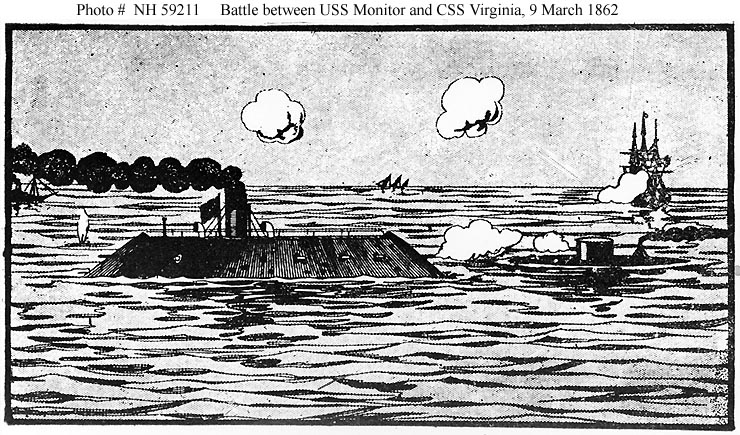 Photo # NH 59211 Battle between USS Monitor and CSS Virginia, 9 March 1862